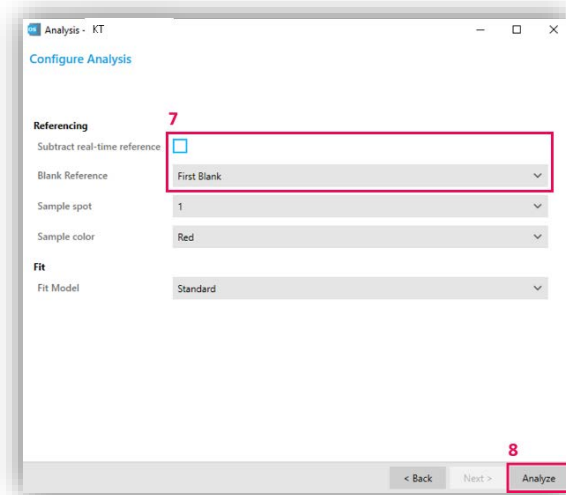 Analysis - KT
Configure Analysis
Referencing
7
Subtract real-time reference
Blank Reference First Blank
Sample spot 1
Sample color Red
Fit
Fit Model Standard
8
< Back Next > Analyze